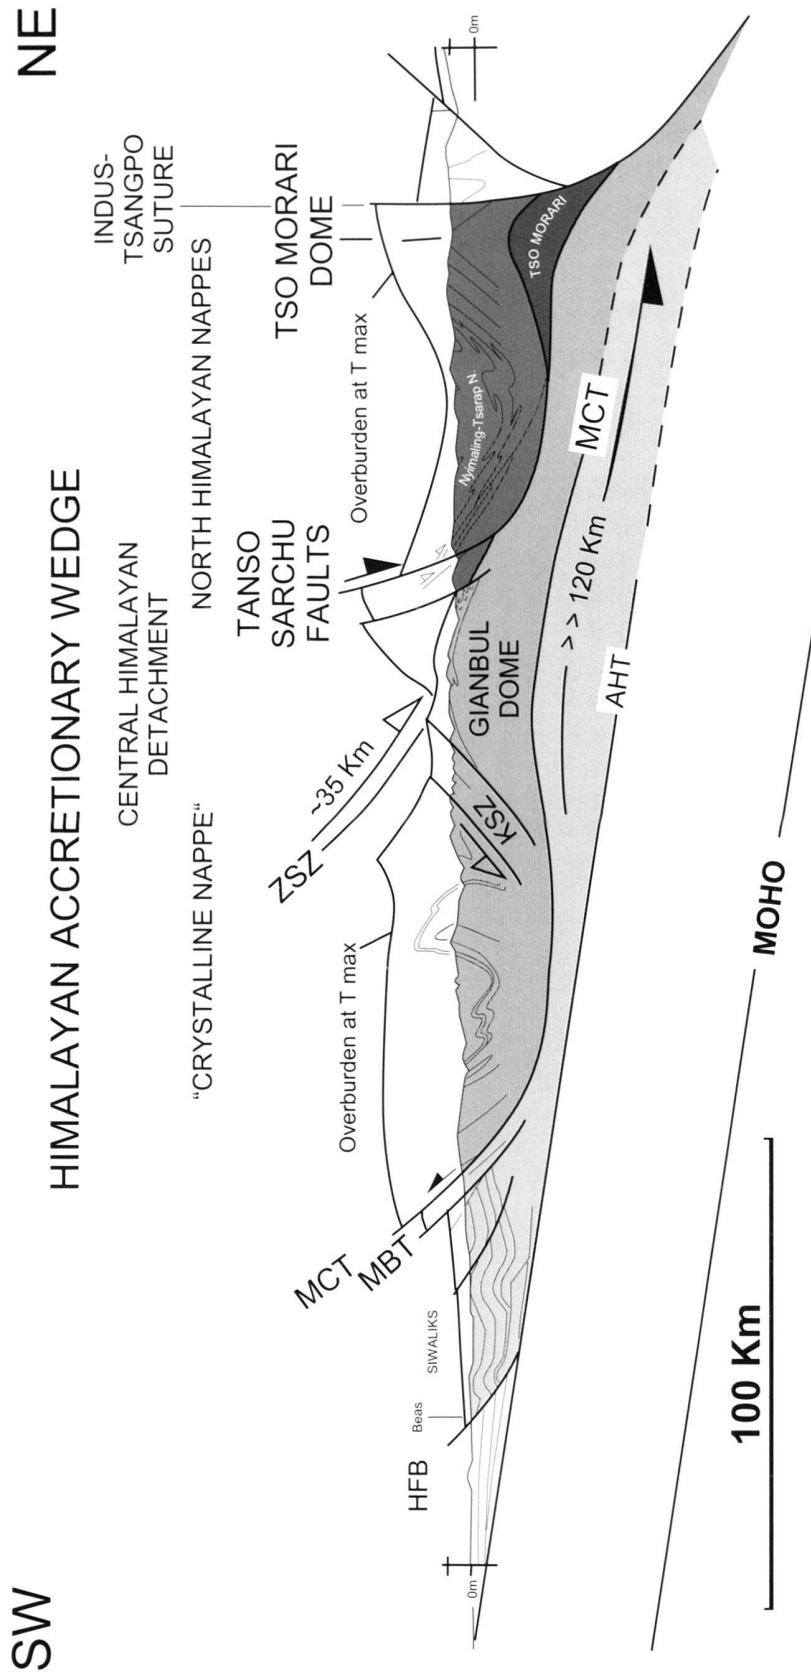 SW
NE
HIMALAYAN ACCRETIONARY WEDGE
INDUS-
TSANGPO
SUTURE
CENTRAL HIMALAYAN
DETACHMENT
"CRYSTALLINE NAPPE"
NORTH HIMALAYAN NAPPES
TSO MORARI
DOME
TANSO
SARCHU
FAULTS
ZSZ
~35 Km
Overburden at T max
Overburden at T max
MCT
MBT
SIWALIKS
Beas
HFB
0m
0m
KSZ
GIANBUL
DOME
Nyimaling-Tsarap N.
TSO MORARI
MCT
> > 120 Km
AHT
MOHO
100 Km